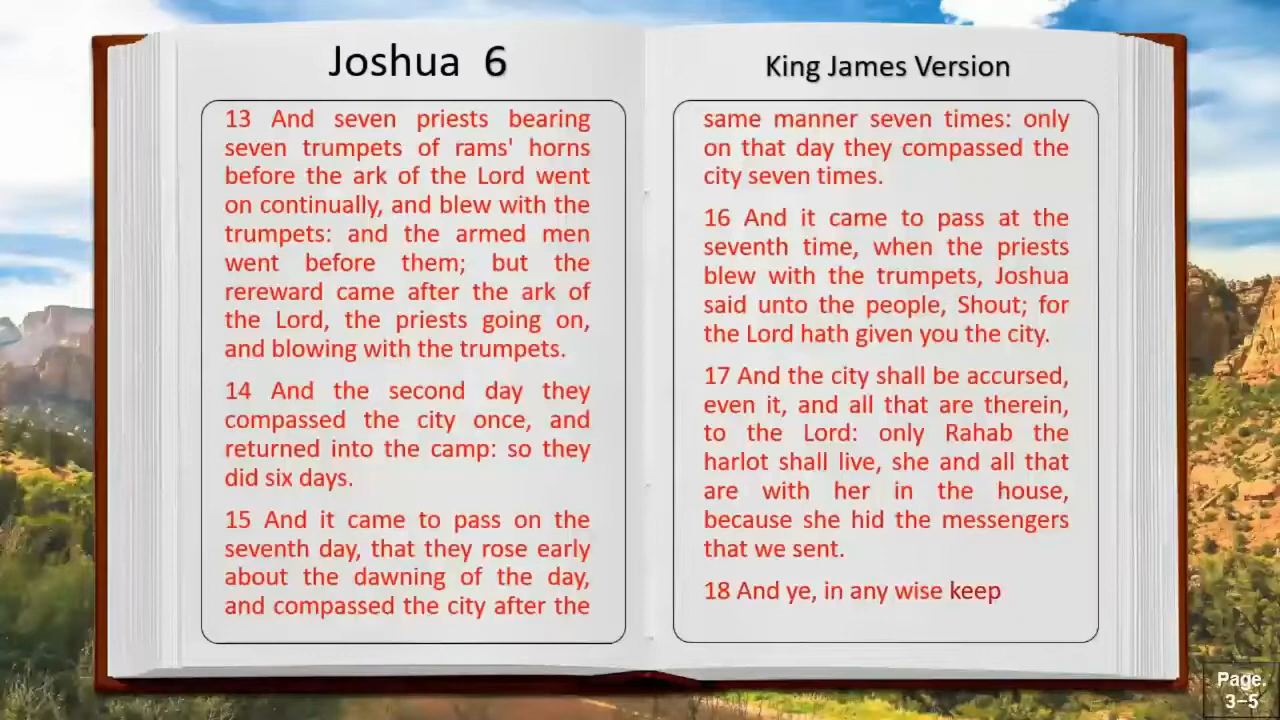 Joshua 6
13 And seven priests bearing
seven trumpets of rams' horns
before the ark of the Lord went
on continually, and blew with the
trumpets: and the armed men
went before them; but the
rereward came after the ark of
the Lord, the priests going on,
and blowing with the trumpets.
14 And the second day they
compassed the city once, and
returned into the camp: so they
did six days.
15 And it came to pass on the
seventh day, that they rose early
about the dawning of the day,
and compassed the city after the
King James Version
same manner seven times: only
on that day they compassed the
city seven times.
16 And it came to pass at the
seventh time, when the priests
blew with the trumpets, Joshua
said unto the people, Shout; for
the Lord hath given you the city.
17 And the city shall be accursed,
even it, and all that are therein,
to the Lord: only Rahab the
harlot shall live, she and all that
are with her in the house,
because she hid the messengers
that we sent.
18 And ye, in any wise keep
Page.
3-5